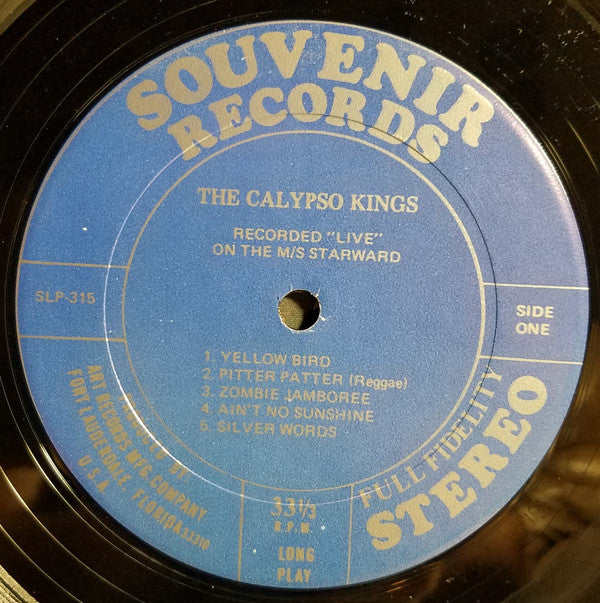 SOUVENIR
RECORDS
THE CALYPSO KINGS
RECORDED "LIVE"
ON THE M/S STARWARD
SLP-315
SIDE
ONE
1. YELLOW BIRD
2. PITTER PATTER (Reggae)
3. ZOMBIE JAMBOREE
4. AIN'T NO SUNSHINE
5. SILVER WORDS
BY
ART RECORDS MFG. COMPANY
FORT LAUDERDALE, FLORIDA 33310
U.S.A.
33⅓
R.P.M.
LONG
PLAY
FULL FIDELITY
STEREO